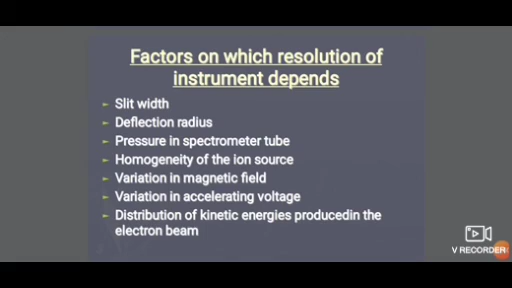 Factors on which resolution of
instrument depends
► Slit width
► Deflection radius
► Pressure in spectrometer tube
► Homogeneity of the ion source
► Variation in magnetic field
► Variation in accelerating voltage
► Distribution of kinetic energies producedin the
electron beam
V RECORDER